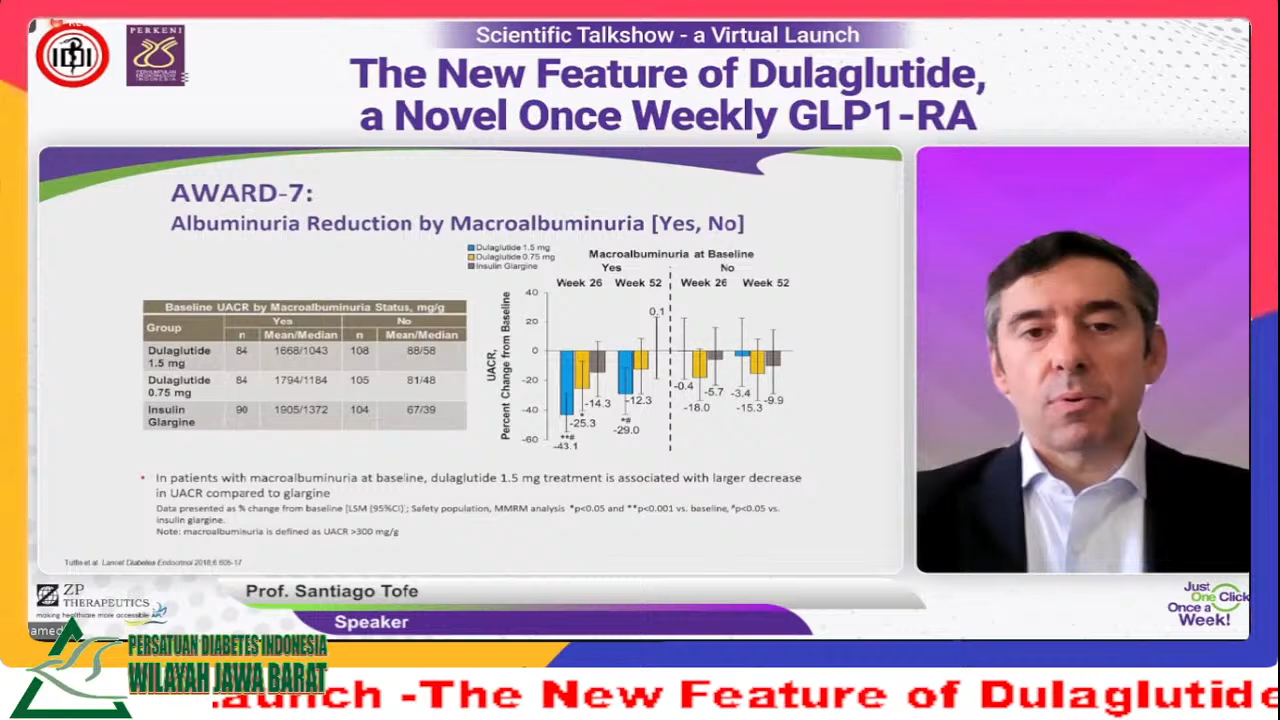 IDI
PERKENI
Scientific Talkshow - a Virtual Launch
The New Feature of Dulaglutide,
a Novel Once Weekly GLP1-RA
AWARD-7:
Albuminuria Reduction by Macroalbuminuria [Yes, No]
Dulaglutide 1.5 mg
Dulaglutide 0.75 mg
Insulin Glargine
Macroalbuminuria at Baseline
Yes No
Week 26 Week 52 Week 26 Week 52
Baseline UACR by Macroalbuminuria Status, mg/g
Group Yes No
n Mean/Median n Mean/Median
Dulaglutide 1.5 mg 84 1668/1043 108 88/58
Dulaglutide 0.75 mg 84 1794/1184 105 81/48
Insulin Glargine 90 1905/1372 104 67/39
UACR,
Percent Change from Baseline
40
20
0
-20
-40
-60
0.1
-14.3 -12.3
*
-25.3
*#
-29.0
**#
-43.1
-0.4 -5.7 -3.4 -9.9
-18.0 -15.3
• In patients with macroalbuminuria at baseline, dulaglutide 1.5 mg treatment is associated with larger decrease
in UACR compared to glargine
Data presented as % change from baseline [LSM (95%CI)]; Safety population, MMRM analysis *p<0.05 and **p<0.001 vs. baseline, #p<0.05 vs.
insulin glargine.
Note: macroalbuminuria is defined as UACR >300 mg/g
Tuttle et al. Lancet Diabetes Endocrinol 2018;6:605-17
ZP
THERAPEUTICS
making healthcare more accessible
Prof. Santiago Tofe
Speaker
Just
One Click
Once a
Week!
PERSATUAN DIABETES INDONESIA
WILAYAH JAWA BARAT
Launch -The New Feature of Dulaglutide